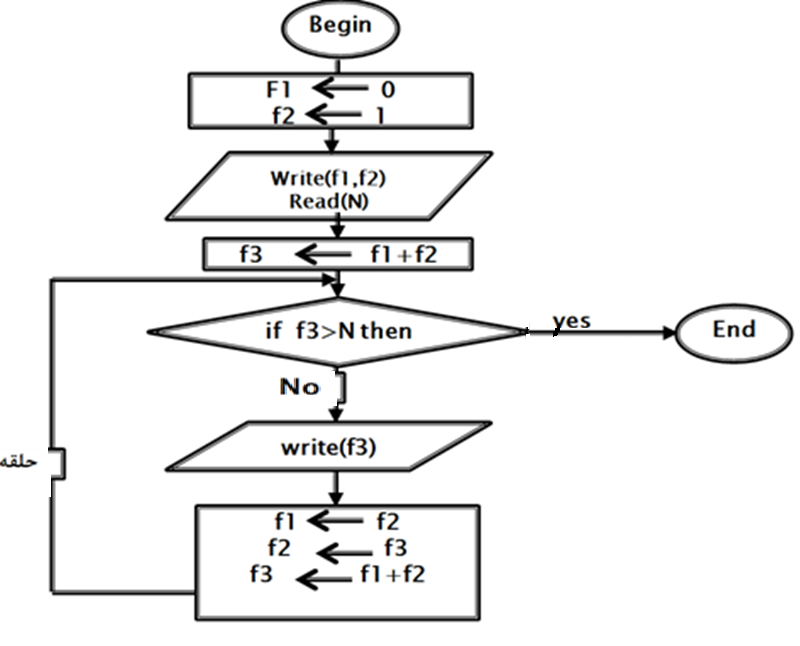 Begin
F1 ← 0
f2 ← 1
Write(f1,f2)
Read(N)
f3 ← f1+f2
if f3>N then
yes
End
No
write(f3)
حلقه
f1 ← f2
f2 ← f3
f3 ← f1+f2